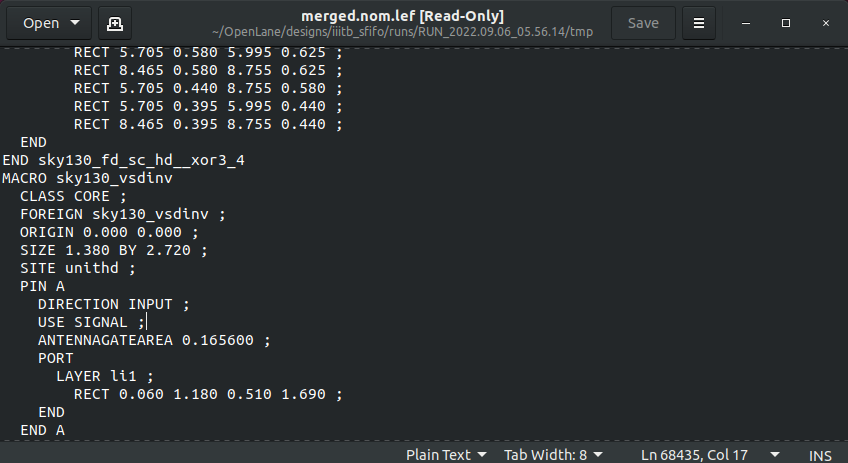 Open
merged.nom.lef [Read-Only]
~/OpenLane/designs/iiitb_sfifo/runs/RUN_2022.09.06_05.56.14/tmp
Save
RECT 5.705 0.580 5.995 0.625 ;
RECT 8.465 0.580 8.755 0.625 ;
RECT 5.705 0.440 8.755 0.580 ;
RECT 5.705 0.395 5.995 0.440 ;
RECT 8.465 0.395 8.755 0.440 ;
END
END sky130_fd_sc_hd__xor3_4
MACRO sky130_vsdinv
CLASS CORE ;
FOREIGN sky130_vsdinv ;
ORIGIN 0.000 0.000 ;
SIZE 1.380 BY 2.720 ;
SITE unithd ;
PIN A
DIRECTION INPUT ;
USE SIGNAL ;
ANTENNAGATEAREA 0.165600 ;
PORT
LAYER li1 ;
RECT 0.060 1.180 0.510 1.690 ;
END
END A
Plain Text Tab Width: 8 Ln 68435, Col 17 INS